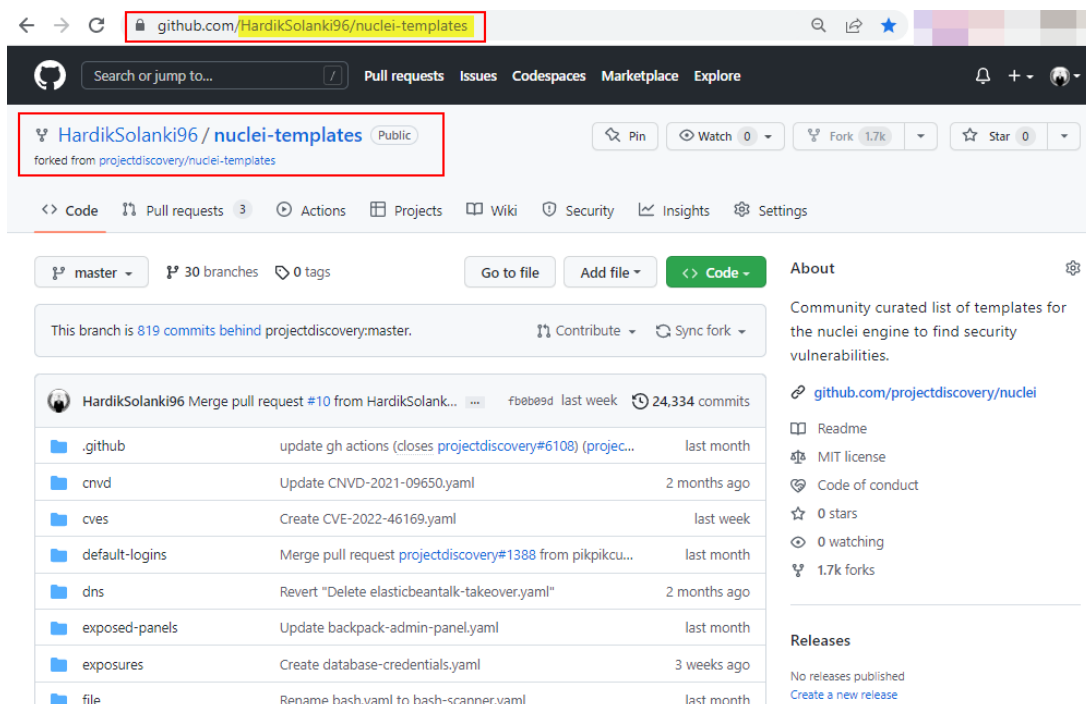 github.com/HardikSolanki96/nuclei-templates
Search or jump to... / Pull requests Issues Codespaces Marketplace Explore
HardikSolanki96 / nuclei-templates Public
forked from projectdiscovery/nuclei-templates
Pin Watch 0 Fork 1.7k Star 0
Code Pull requests 3 Actions Projects Wiki Security Insights Settings
master 30 branches 0 tags Go to file Add file Code
This branch is 819 commits behind projectdiscovery:master. Contribute Sync fork
HardikSolanki96 Merge pull request #10 from HardikSolank... ... fb0b09d last week 24,334 commits
.github update gh actions (closes projectdiscovery#6108) (projec... last month
cnvd Update CNVD-2021-09650.yaml 2 months ago
cves Create CVE-2022-46169.yaml last week
default-logins Merge pull request projectdiscovery#1388 from pikpikcu... last month
dns Revert "Delete elasticbeantalk-takeover.yaml" 2 months ago
exposed-panels Update backpack-admin-panel.yaml last month
exposures Create database-credentials.yaml 3 weeks ago
file Rename bash.yaml to bash-scanner.yaml last month
About
Community curated list of templates for
the nuclei engine to find security
vulnerabilities.
github.com/projectdiscovery/nuclei
Readme
MIT license
Code of conduct
0 stars
0 watching
1.7k forks
Releases
No releases published
Create a new release